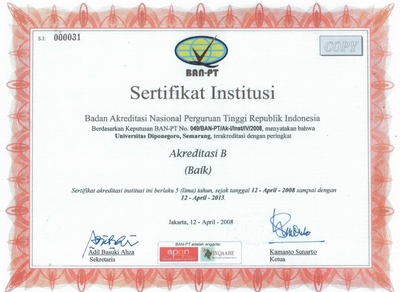 S.I: 000031
COPY
BAN-PT
Sertifikat Institusi
Badan Akreditasi Nasional Perguruan Tinggi Republik Indonesia
Berdasarkan Keputusan BAN-PT No. 049/BAN-PT/Ak-I/Inst/IV/2008, menyatakan bahwa
Universitas Diponegoro, Semarang, terakreditasi dengan peringkat
Akreditasi B
(Baik)
Sertifikat akreditasi institusi ini berlaku 5 (lima) tahun, sejak tanggal 12 - April - 2008 sampai dengan
12 - April - 2013.
Jakarta, 12 - April - 2008
Adil Basuki Ahza
Sekretaris
BAN-PT adalah anggota:
apqn
INQAAHE
Kamanto Sunarto
Ketua